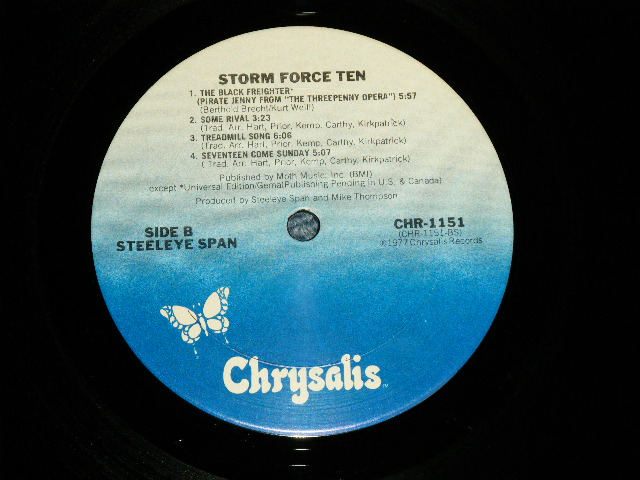 STORM FORCE TEN
1. THE BLACK FREIGHTER*
(PIRATE JENNY FROM "THE THREEPENNY OPERA") 5:57
(Berthold Brecht/Kurt Weill)
2. SOME RIVAL 3:23
(Trad. Arr. Hart, Prior, Kemp, Carthy, Kirkpatrick)
3. TREADMILL SONG 6:06
(Trad. Arr. Hart, Prior, Kemp, Carthy, Kirkpatrick)
4. SEVENTEEN COME SUNDAY 5:07
(Trad. Arr. Hart, Prior, Kemp, Carthy, Kirkpatrick)
Published by Moth Music, Inc. (BMI)
except *Universal Edition/Gema(Publishing Pending in U.S. & Canada)
Produced by Steeleye Span and Mike Thompson
SIDE B
STEELEYE SPAN
CHR-1151
(CHR-1151-BS)
℗1977 Chrysalis Records
Chrysalis
TM